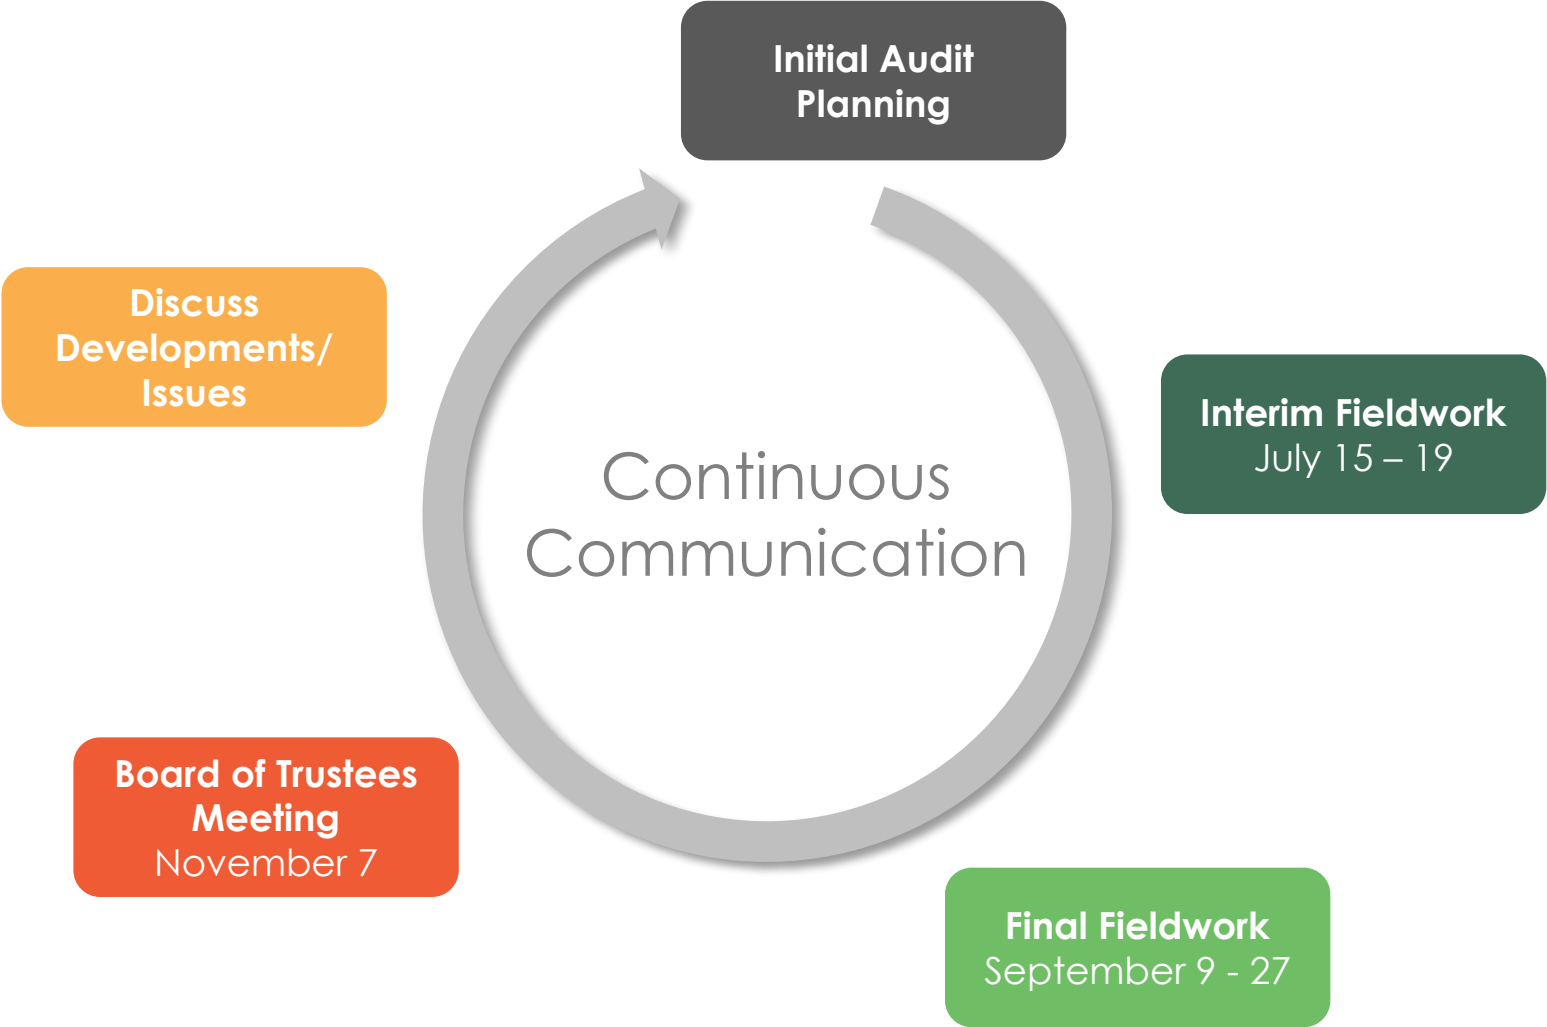 Initial Audit
Planning
Interim Fieldwork
July 15 – 19
Final Fieldwork
September 9 - 27
Board of Trustees
Meeting
November 7
Discuss
Developments/
Issues
Continuous
Communication